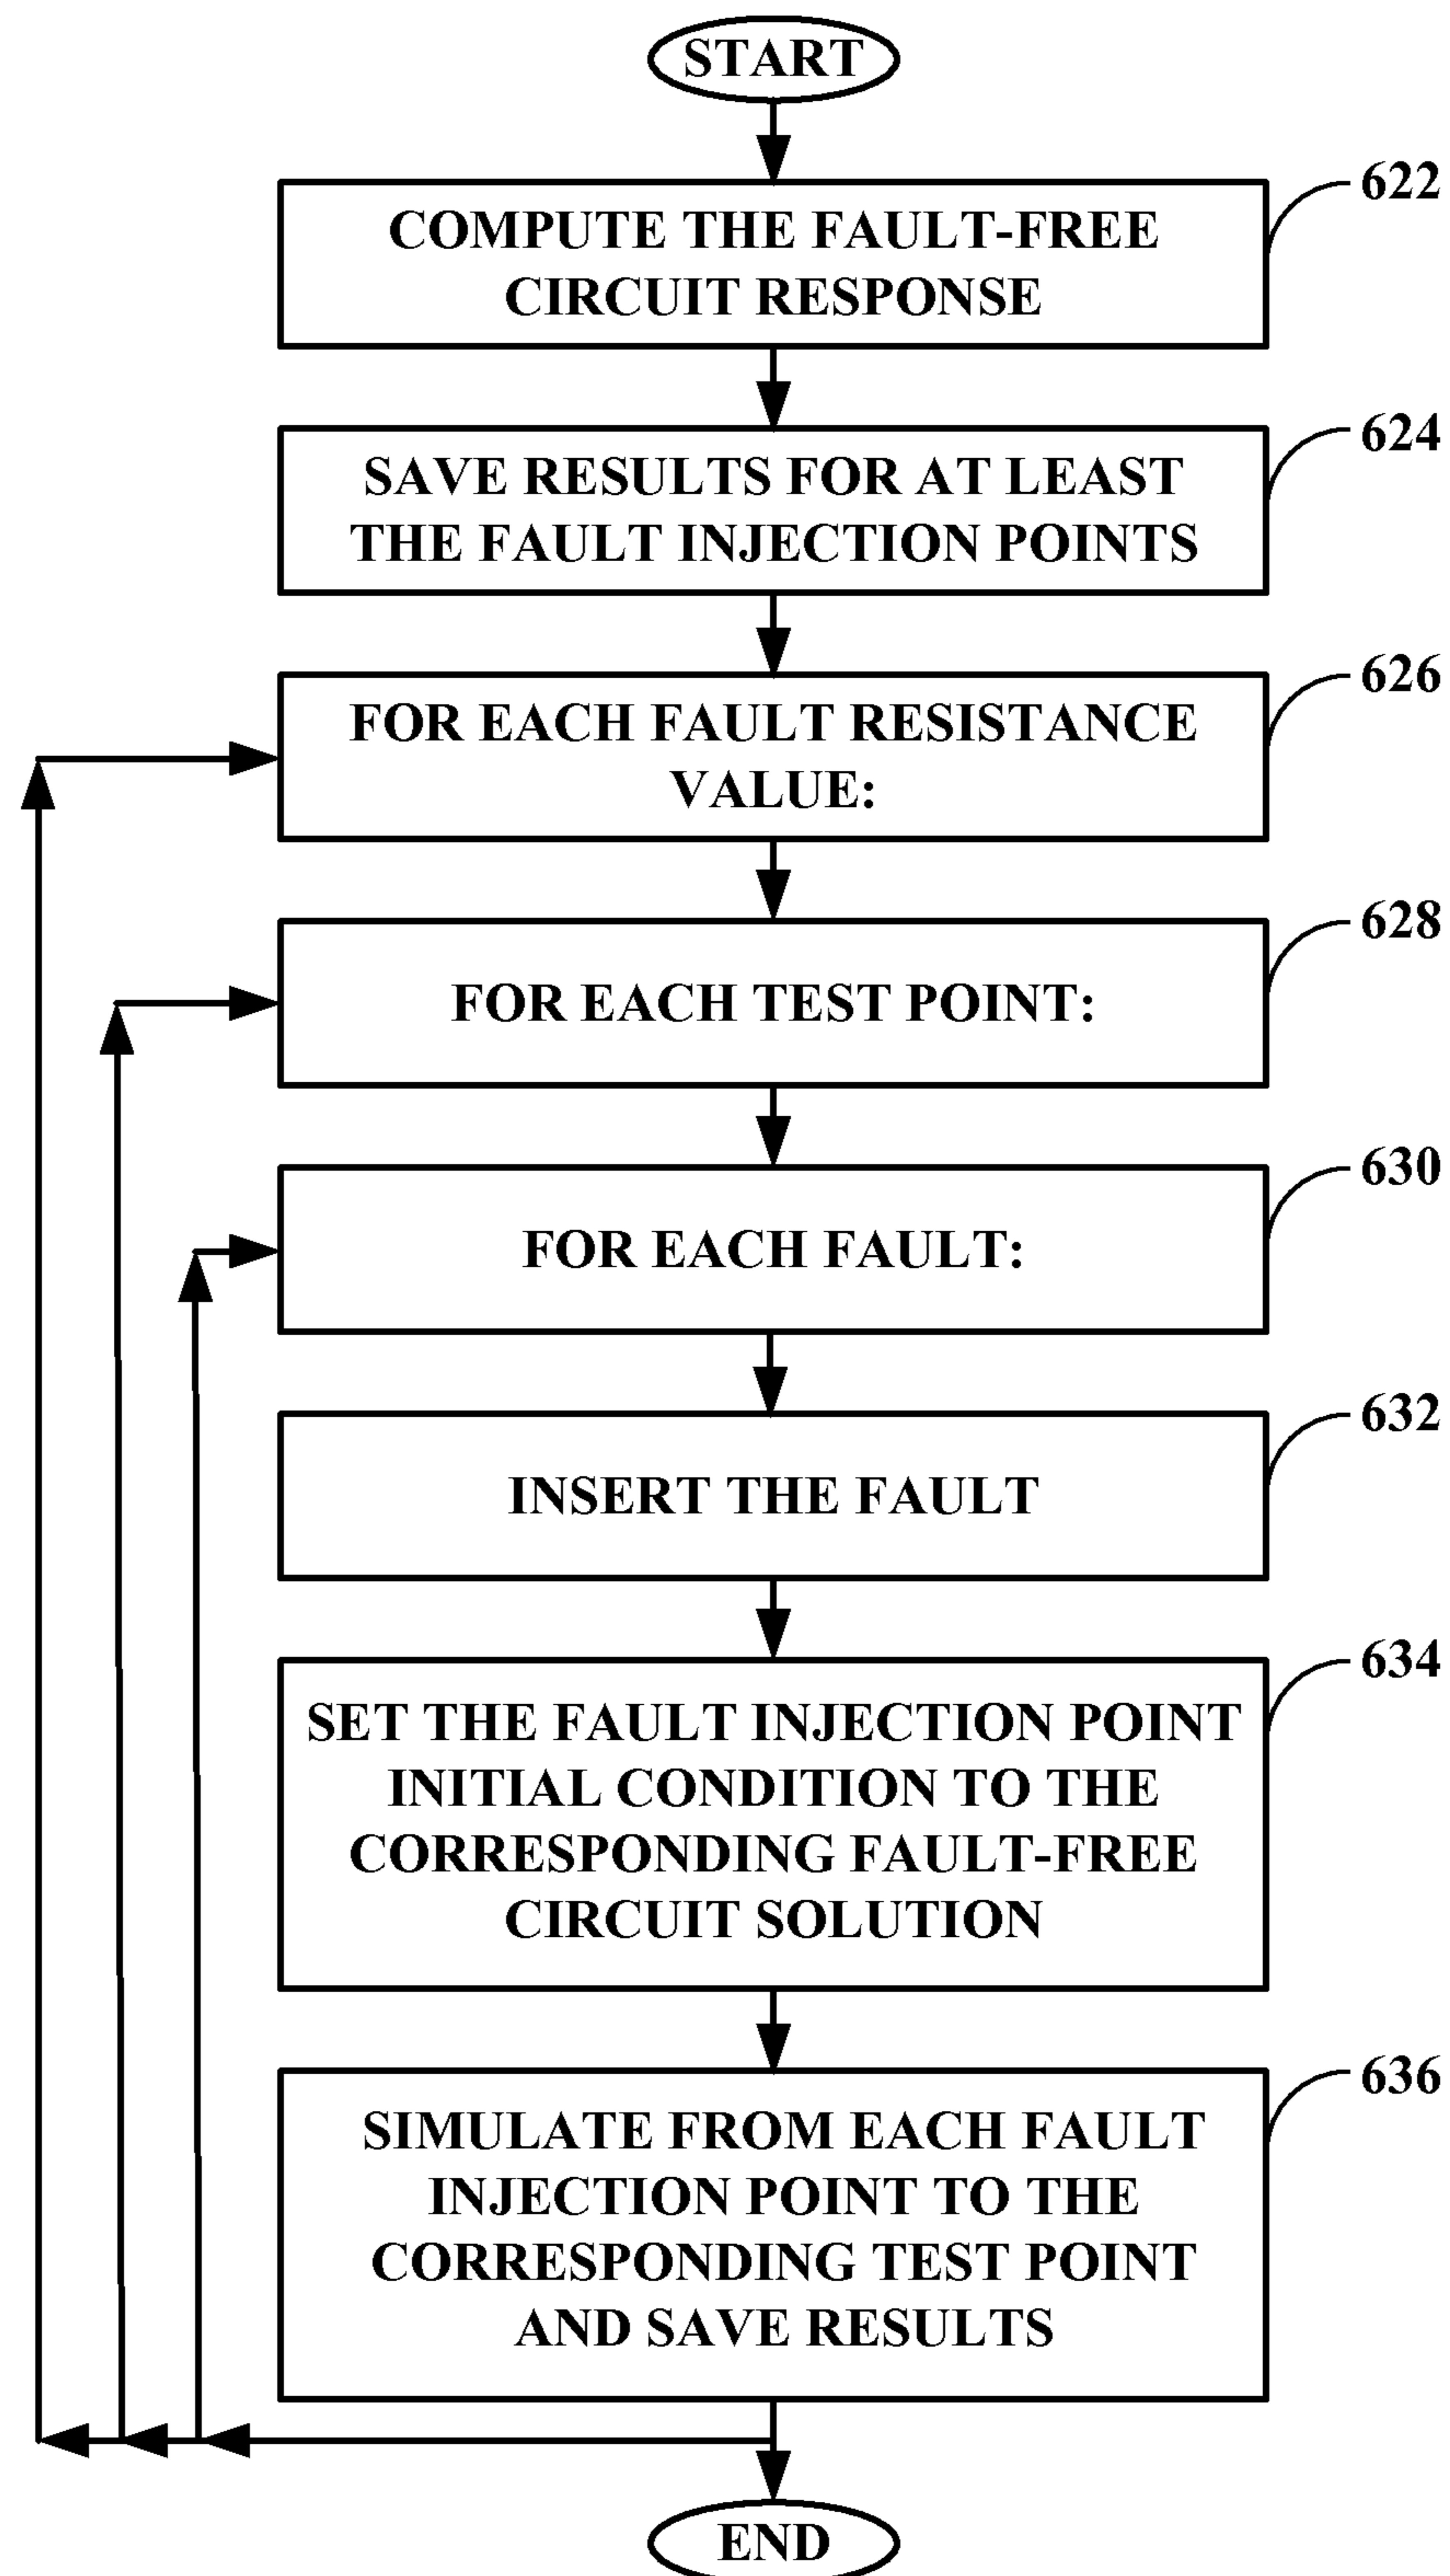 START
622
COMPUTE THE FAULT-FREE
CIRCUIT RESPONSE
624
SAVE RESULTS FOR AT LEAST
THE FAULT INJECTION POINTS
626
FOR EACH FAULT RESISTANCE
VALUE:
628
FOR EACH TEST POINT:
630
FOR EACH FAULT:
632
INSERT THE FAULT
634
SET THE FAULT INJECTION POINT
INITIAL CONDITION TO THE
CORRESPONDING FAULT-FREE
CIRCUIT SOLUTION
636
SIMULATE FROM EACH FAULT
INJECTION POINT TO THE
CORRESPONDING TEST POINT
AND SAVE RESULTS
END